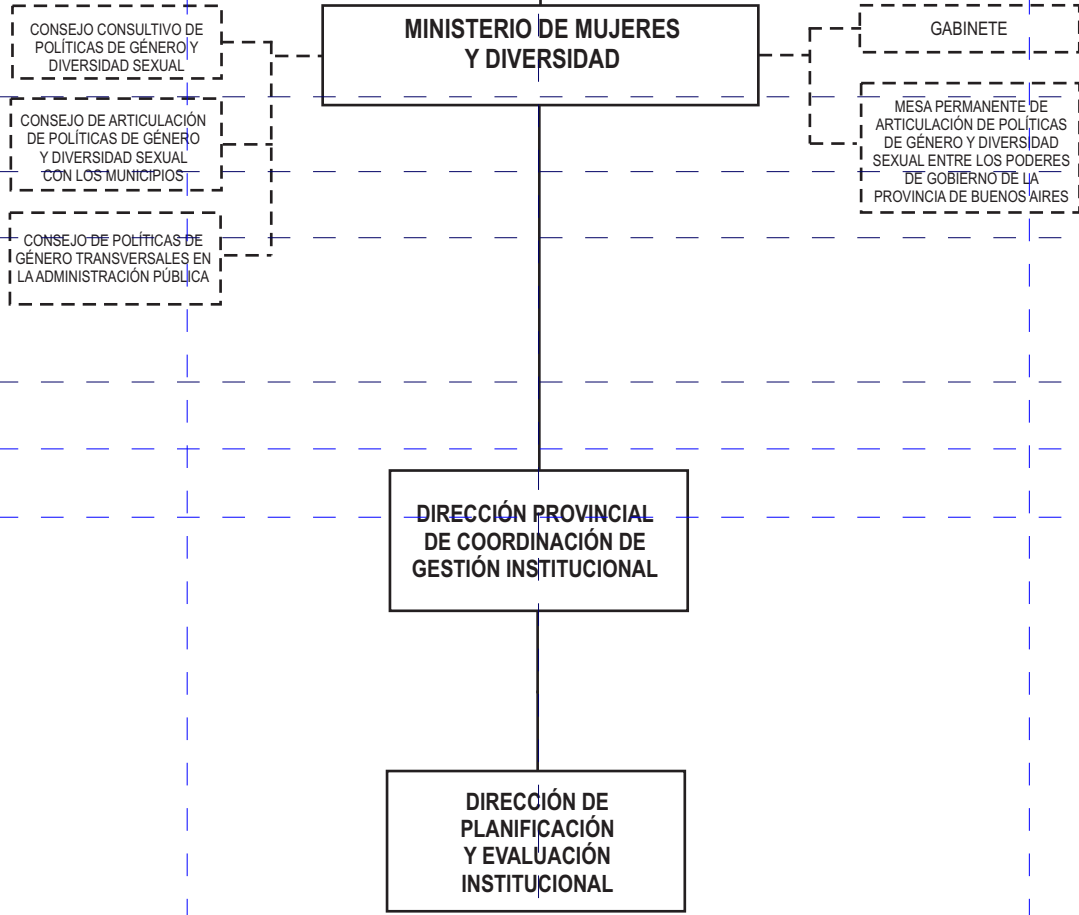 CONSEJO CONSULTIVO DE
POLÍTICAS DE GÉNERO Y
DIVERSIDAD SEXUAL
CONSEJO DE ARTICULACIÓN
DE POLÍTICAS DE GÉNERO
Y DIVERSIDAD SEXUAL
CON LOS MUNICIPIOS
CONSEJO DE POLÍTICAS DE
GÉNERO TRANSVERSALES EN
LA ADMINISTRACIÓN PÚBLICA
MINISTERIO DE MUJERES
Y DIVERSIDAD
GABINETE
MESA PERMANENTE DE
ARTICULACIÓN DE POLÍTICAS
DE GÉNERO Y DIVERSIDAD
SEXUAL ENTRE LOS PODERES
DE GOBIERNO DE LA
PROVINCIA DE BUENOS AIRES
DIRECCIÓN PROVINCIAL
DE COORDINACIÓN DE
GESTIÓN INSTITUCIONAL
DIRECCIÓN DE
PLANIFICACIÓN
Y EVALUACIÓN
INSTITUCIONAL